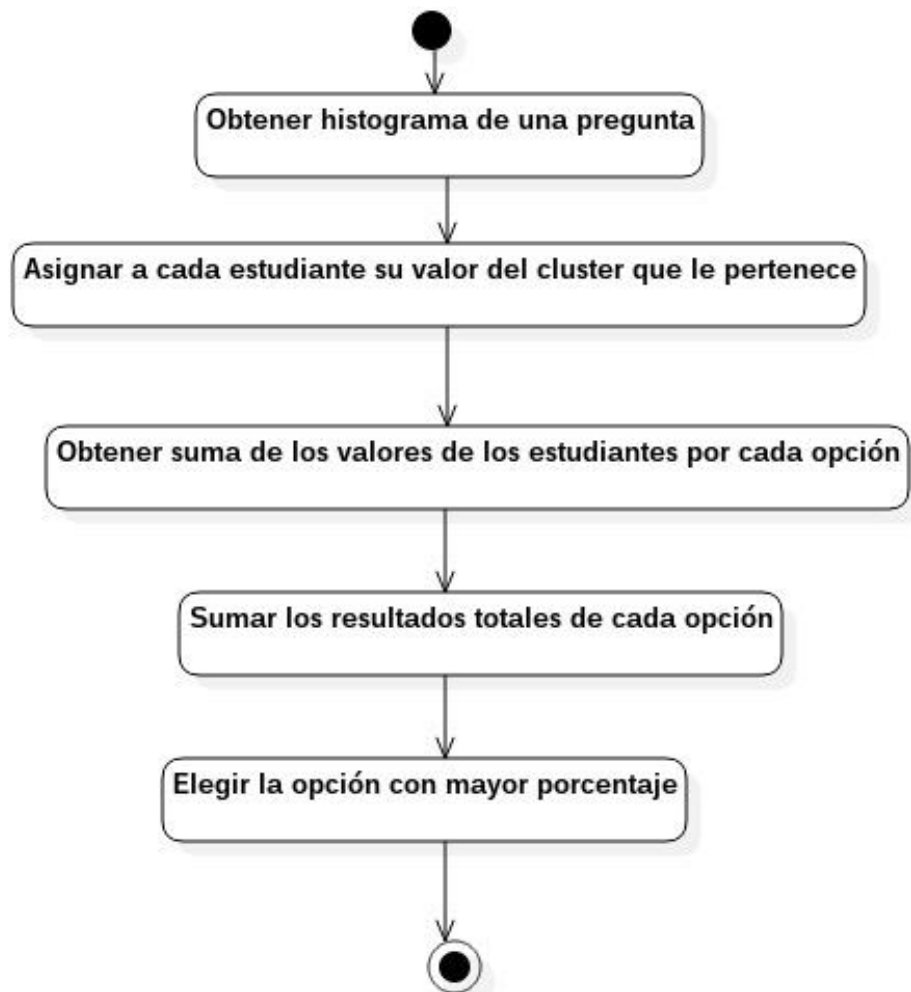 Obtener histograma de una pregunta
Asignar a cada estudiante su valor del cluster que le pertenece
Obtener suma de los valores de los estudiantes por cada opción
Sumar los resultados totales de cada opción
Elegir la opción con mayor porcentaje